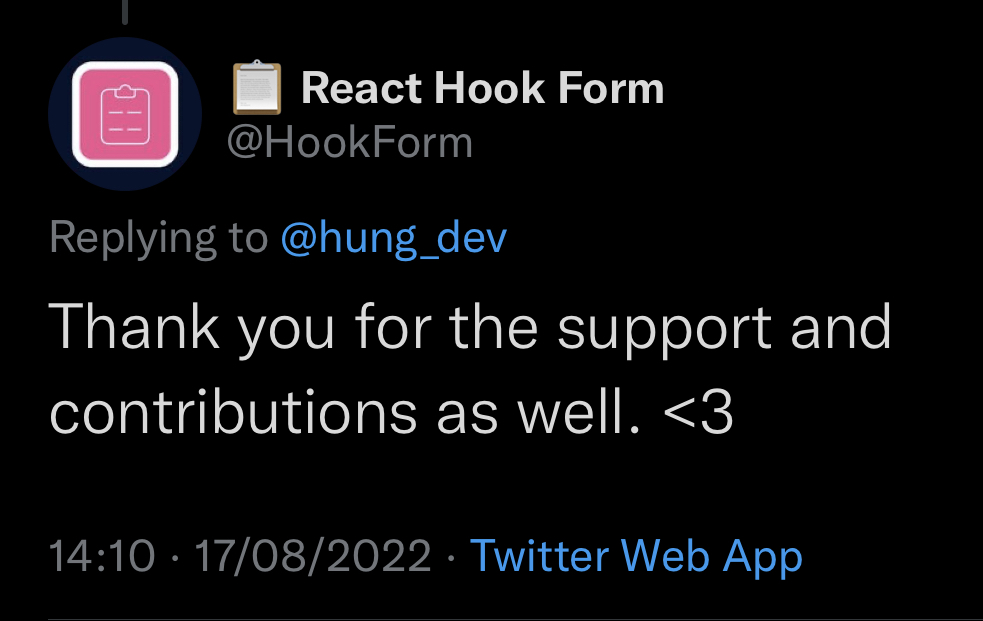 📋 React Hook Form
@HookForm
Replying to @hung_dev
Thank you for the support and
contributions as well. <3
14:10 · 17/08/2022 · Twitter Web App